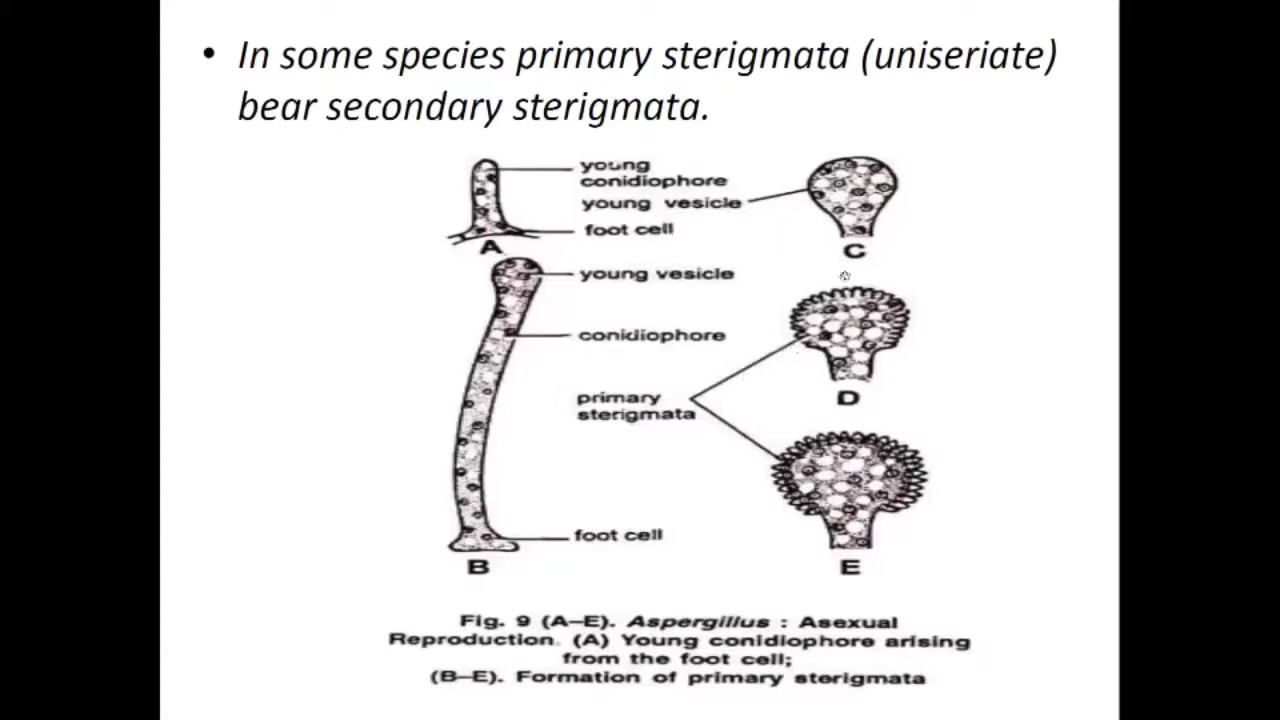 • In some species primary sterigmata (uniseriate)
bear secondary sterigmata.
young
conidiophore
young vesicle
foot cell
A
C
young vesicle
conidiophore
primary
sterigmata
D
foot cell
B
E
Fig. 9 (A–E). Aspergillus : Asexual
Reproduction. (A) Young conidiophore arising
from the foot cell;
(B–E). Formation of primary sterigmata